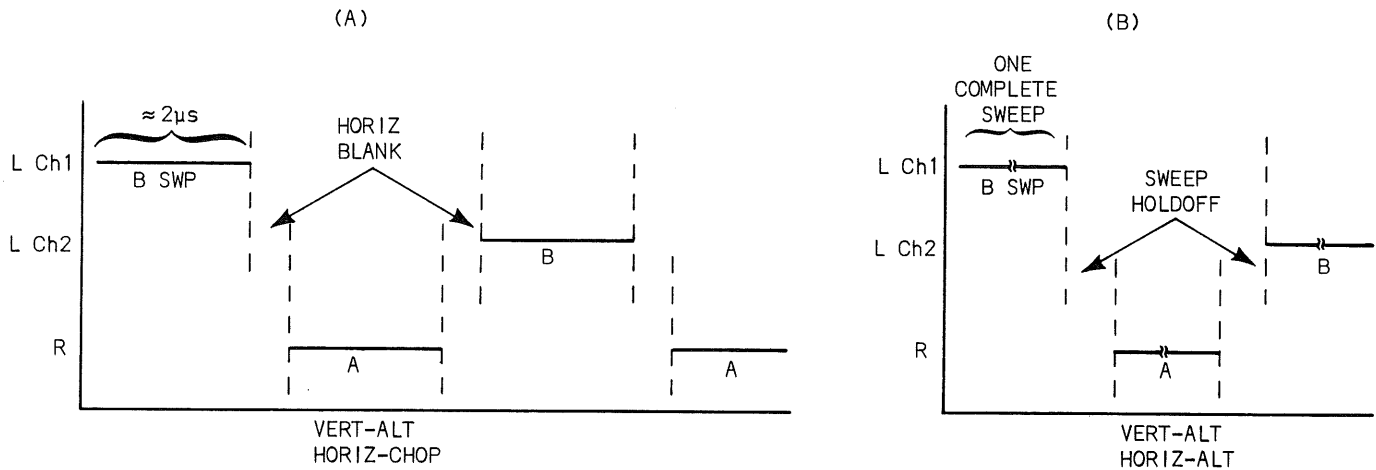 (A)
≈ 2μs
HORIZ
BLANK
L Ch1
B SWP
L Ch2
B
R
A
A
VERT-ALT
HORIZ-CHOP
(B)
ONE
COMPLETE
SWEEP
L Ch1
B SWP
SWEEP
HOLDOFF
L Ch2
B
R
A
VERT-ALT
HORIZ-ALT